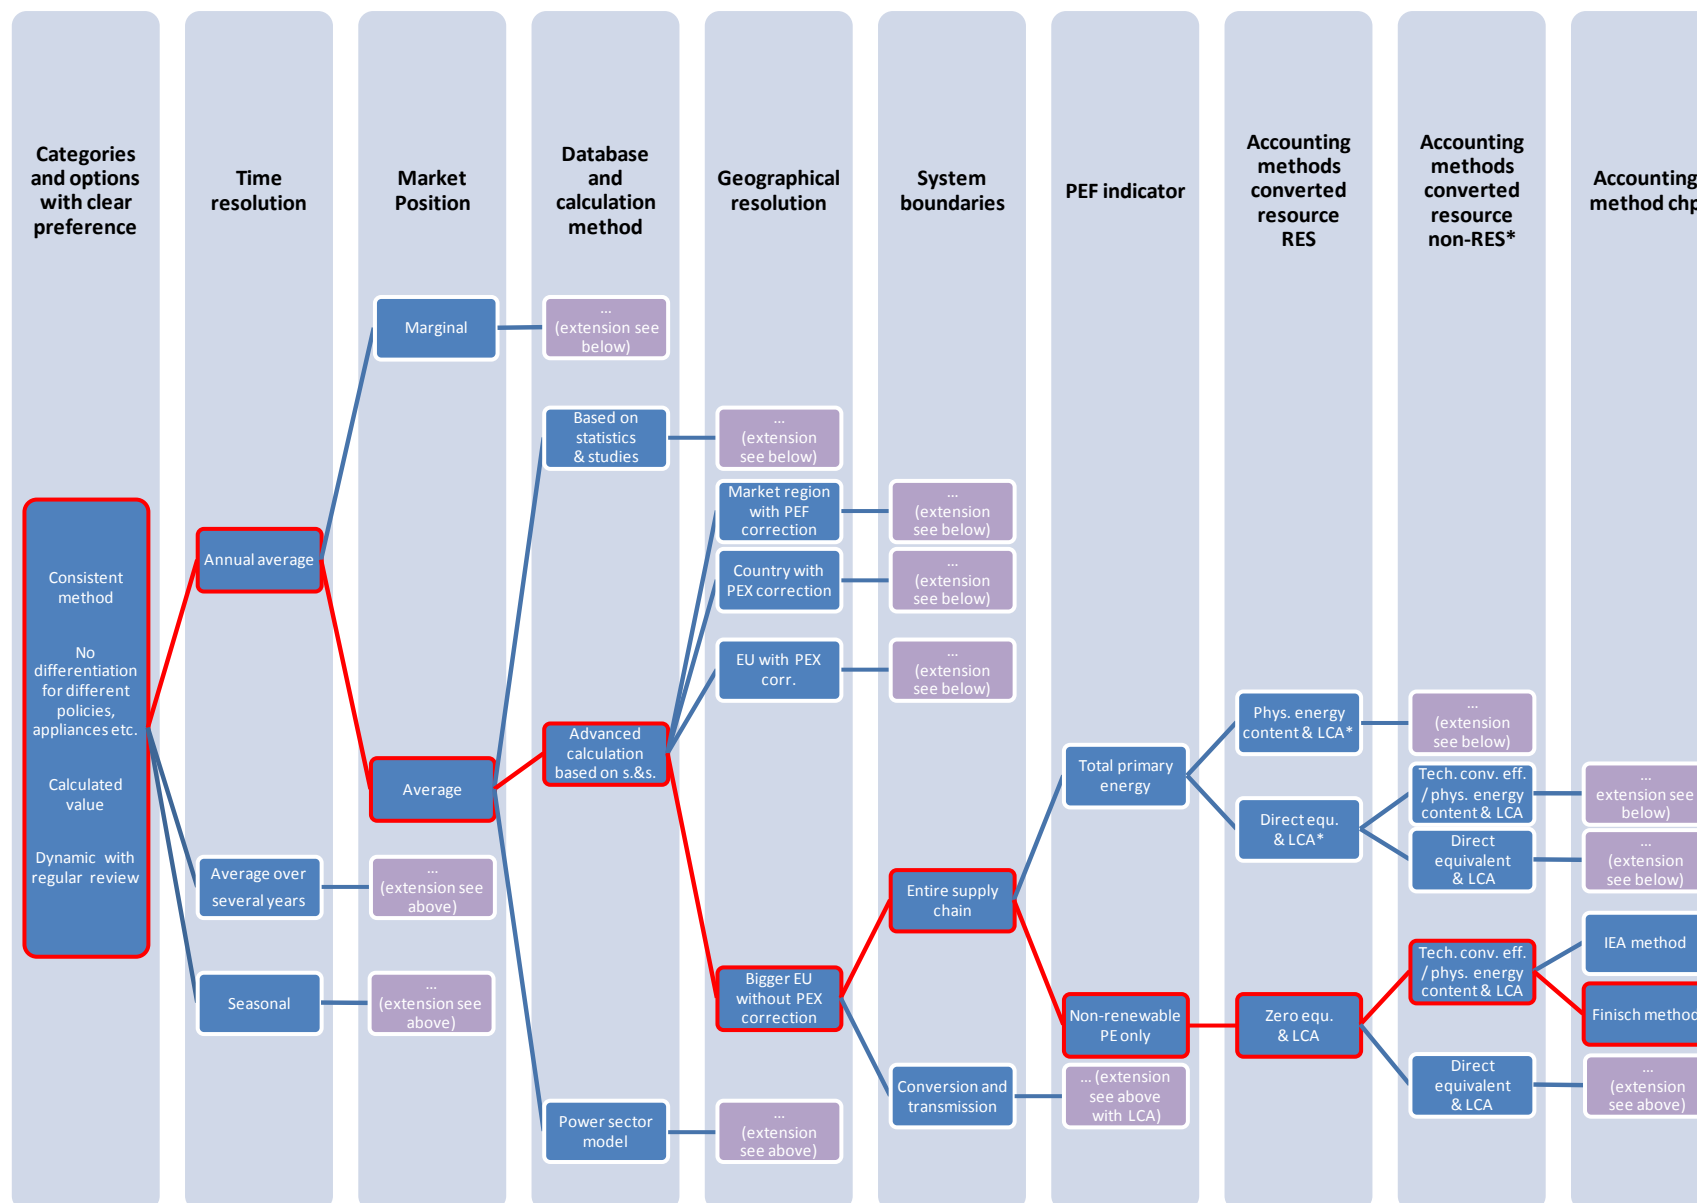 Categories
and options
with clear
preference
Time
resolution
Market
Position
Database
and
calculation
method
Geographical
resolution
System
boundaries
PEF indicator
Accounting
methods
converted
resource
RES
Accounting
methods
converted
resource
non-RES*
Accounting
method chp
Consistent
method
No
differentiation
for different
policies,
appliances etc.
Calculated
value
Dynamic with
regular review
Annual average
Average over
several years
Seasonal
Marginal
Average
...
(extension see
above)
...
(extension see
above)
...
(extension see
below)
Based on
statistics
& studies
Advanced
calculation
based on s.&s.
Power sector
model
...
(extension
see below)
Market region
with PEF
correction
Country with
PEX correction
EU with PEX
corr.
Bigger EU
without PEX
correction
...
(extension
see above)
...
(extension
see below)
...
(extension
see below)
...
(extension
see below)
Entire supply
chain
Conversion and
transmission
Total primary
energy
Non-renewable
PE only
... (extension
see above
with LCA)
Phys. energy
content & LCA*
Direct equ.
& LCA*
Zero equ.
& LCA
...
(extension
see below)
Tech. conv. eff.
/ phys. energy
content & LCA
Direct
equivalent
& LCA
Tech. conv. eff.
/ phys. energy
content & LCA
Direct
equivalent
& LCA
...
extension see
below)
...
(extension
see below)
IEA method
Finisch method
...
(extension
see above)